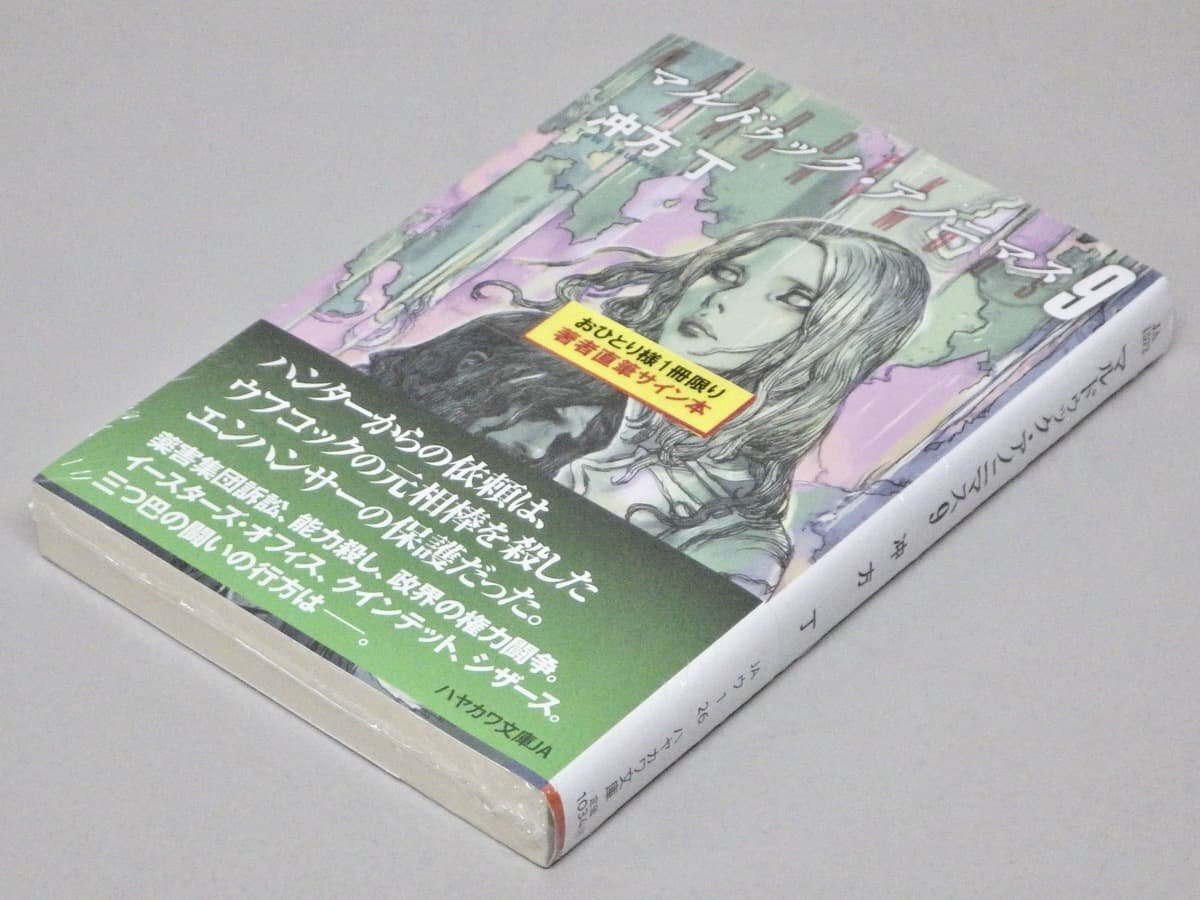 マルドゥック・アノニマス 9
冲方 丁
おひとり様1冊限り
著者直筆サイン本
ハンターからの依頼は、
ウフコックの元相棒を殺した
エンハンサーの保護だった。
薬害集団訴訟、能力殺し、政界の権力闘争。
イースターズ・オフィス、クインテット、シザース。
三つ巴の闘いの行方は――。
ハヤカワ文庫JA
マルドゥック・アノニマス9 冲方丁 JA ウ 1 26 ハヤカワ文庫